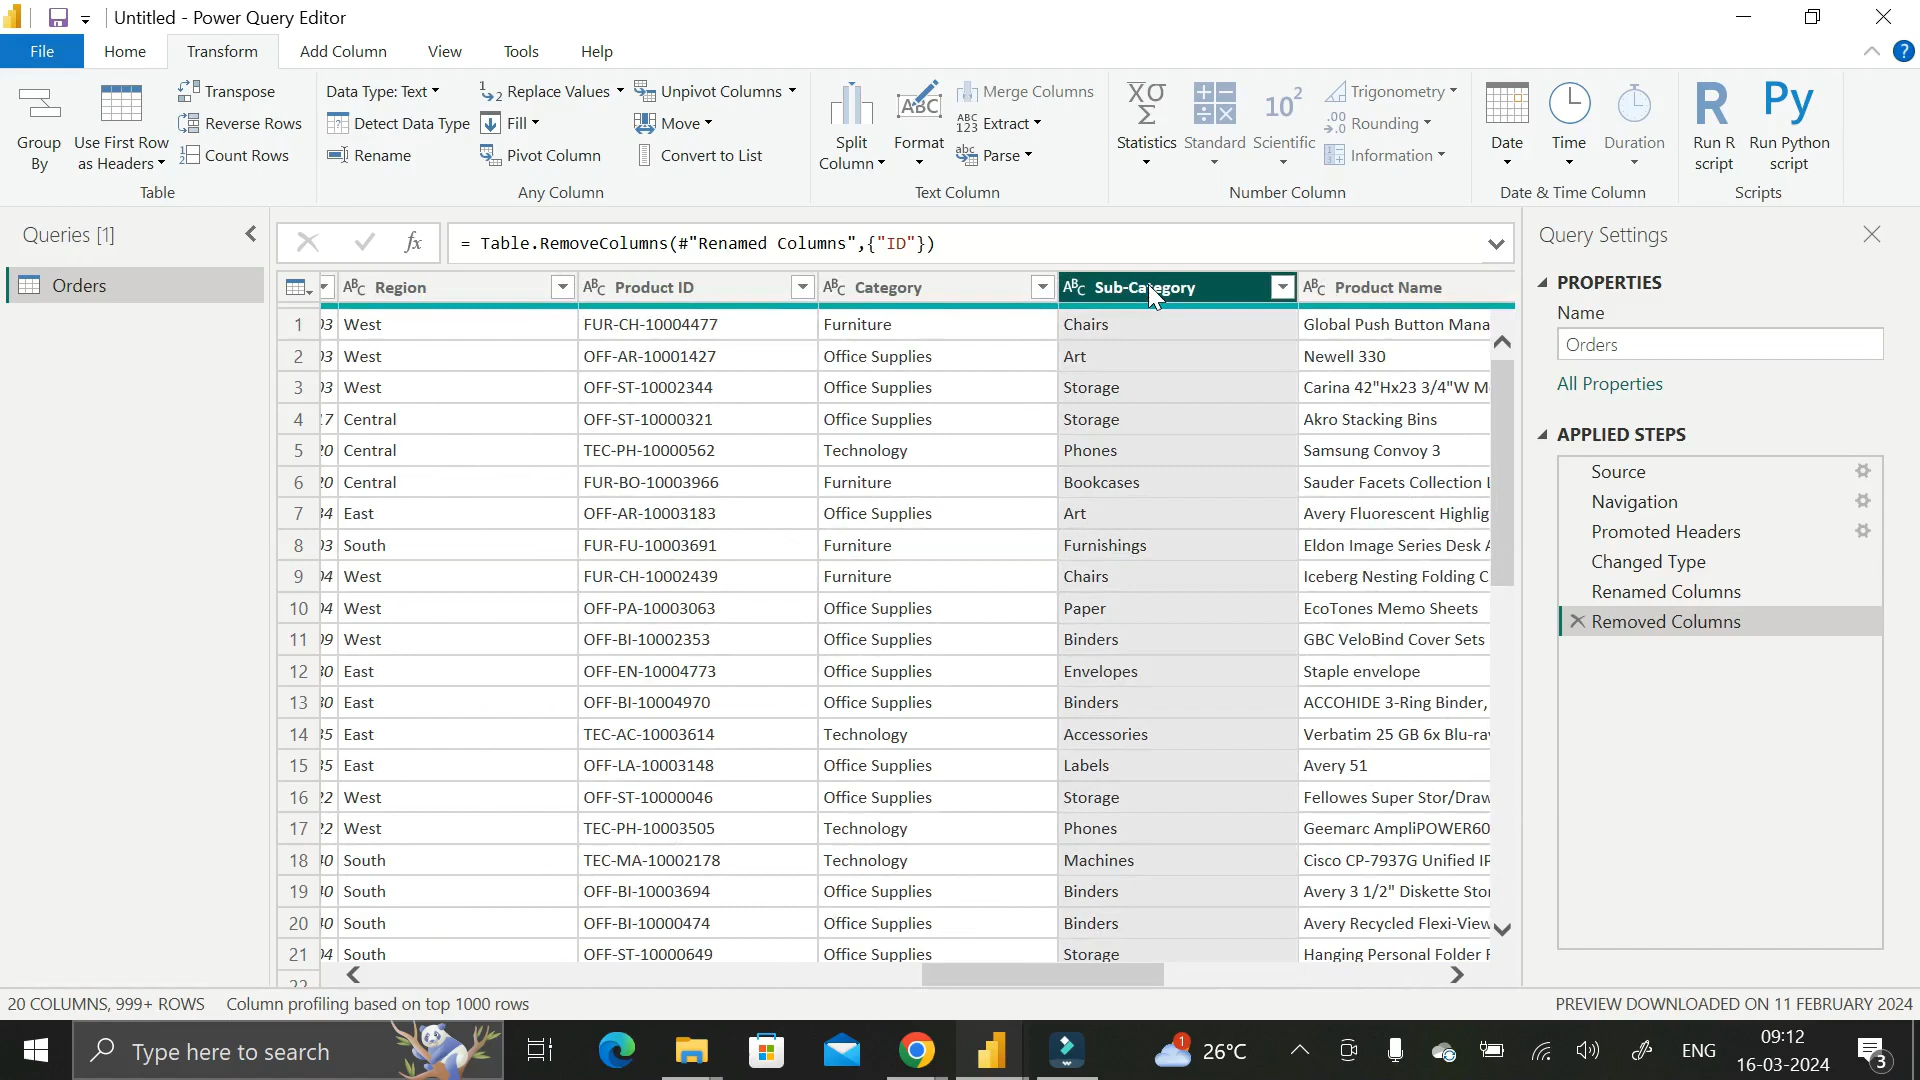 Untitled - Power Query Editor
File Home Transform Add Column View Tools Help
Group By
Use First Row as Headers
Transpose
Reverse Rows
Count Rows
Table
Data Type: Text
Detect Data Type
Rename
Replace Values
Fill
Pivot Column
Unpivot Columns
Move
Convert to List
Any Column
Split Column
Format
Merge Columns
Extract
Parse
Text Column
Statistics
Standard
Scientific
Trigonometry
Rounding
Information
Number Column
Date
Time
Duration
Date & Time Column
Run R script
Run Python script
Scripts
Queries [1]
Orders
= Table.RemoveColumns(#"Renamed Columns",{"ID"})
Region Product ID Category Sub-Category Product Name
1 West FUR-CH-10004477 Furniture Chairs Global Push Button Mana
2 West OFF-AR-10001427 Office Supplies Art Newell 330
3 West OFF-ST-10002344 Office Supplies Storage Carina 42"Hx23 3/4"W M
4 Central OFF-ST-10000321 Office Supplies Storage Akro Stacking Bins
5 Central TEC-PH-10000562 Technology Phones Samsung Convoy 3
6 Central FUR-BO-10003966 Furniture Bookcases Sauder Facets Collection
7 East OFF-AR-10003183 Office Supplies Art Avery Fluorescent Highlig
8 South FUR-FU-10003691 Furniture Furnishings Eldon Image Series Desk
9 West FUR-CH-10002439 Furniture Chairs Iceberg Nesting Folding C
10 West OFF-PA-10003063 Office Supplies Paper EcoTones Memo Sheets
11 West OFF-BI-10002353 Office Supplies Binders GBC VeloBind Cover Sets
12 East OFF-EN-10004773 Office Supplies Envelopes Staple envelope
13 East OFF-BI-10004970 Office Supplies Binders ACCOHIDE 3-Ring Binder,
14 East TEC-AC-10003614 Technology Accessories Verbatim 25 GB 6x Blu-ra
15 East OFF-LA-10003148 Office Supplies Labels Avery 51
16 West OFF-ST-10000046 Office Supplies Storage Fellowes Super Stor/Draw
17 West TEC-PH-10003505 Technology Phones Geemarc AmpliPOWER60
18 South TEC-MA-10002178 Technology Machines Cisco CP-7937G Unified IP
19 South OFF-BI-10003694 Office Supplies Binders Avery 3 1/2" Diskette Sto
20 South OFF-BI-10000474 Office Supplies Binders Avery Recycled Flexi-View
21 South OFF-ST-10000649 Office Supplies Storage Hanging Personal Folder
Query Settings
PROPERTIES
Name
Orders
All Properties
APPLIED STEPS
Source
Navigation
Promoted Headers
Changed Type
Renamed Columns
Removed Columns
20 COLUMNS, 999+ ROWS Column profiling based on top 1000 rows
PREVIEW DOWNLOADED ON 11 FEBRUARY 2024
Type here to search
1
26°C
ENG
09:12
16-03-2024
3